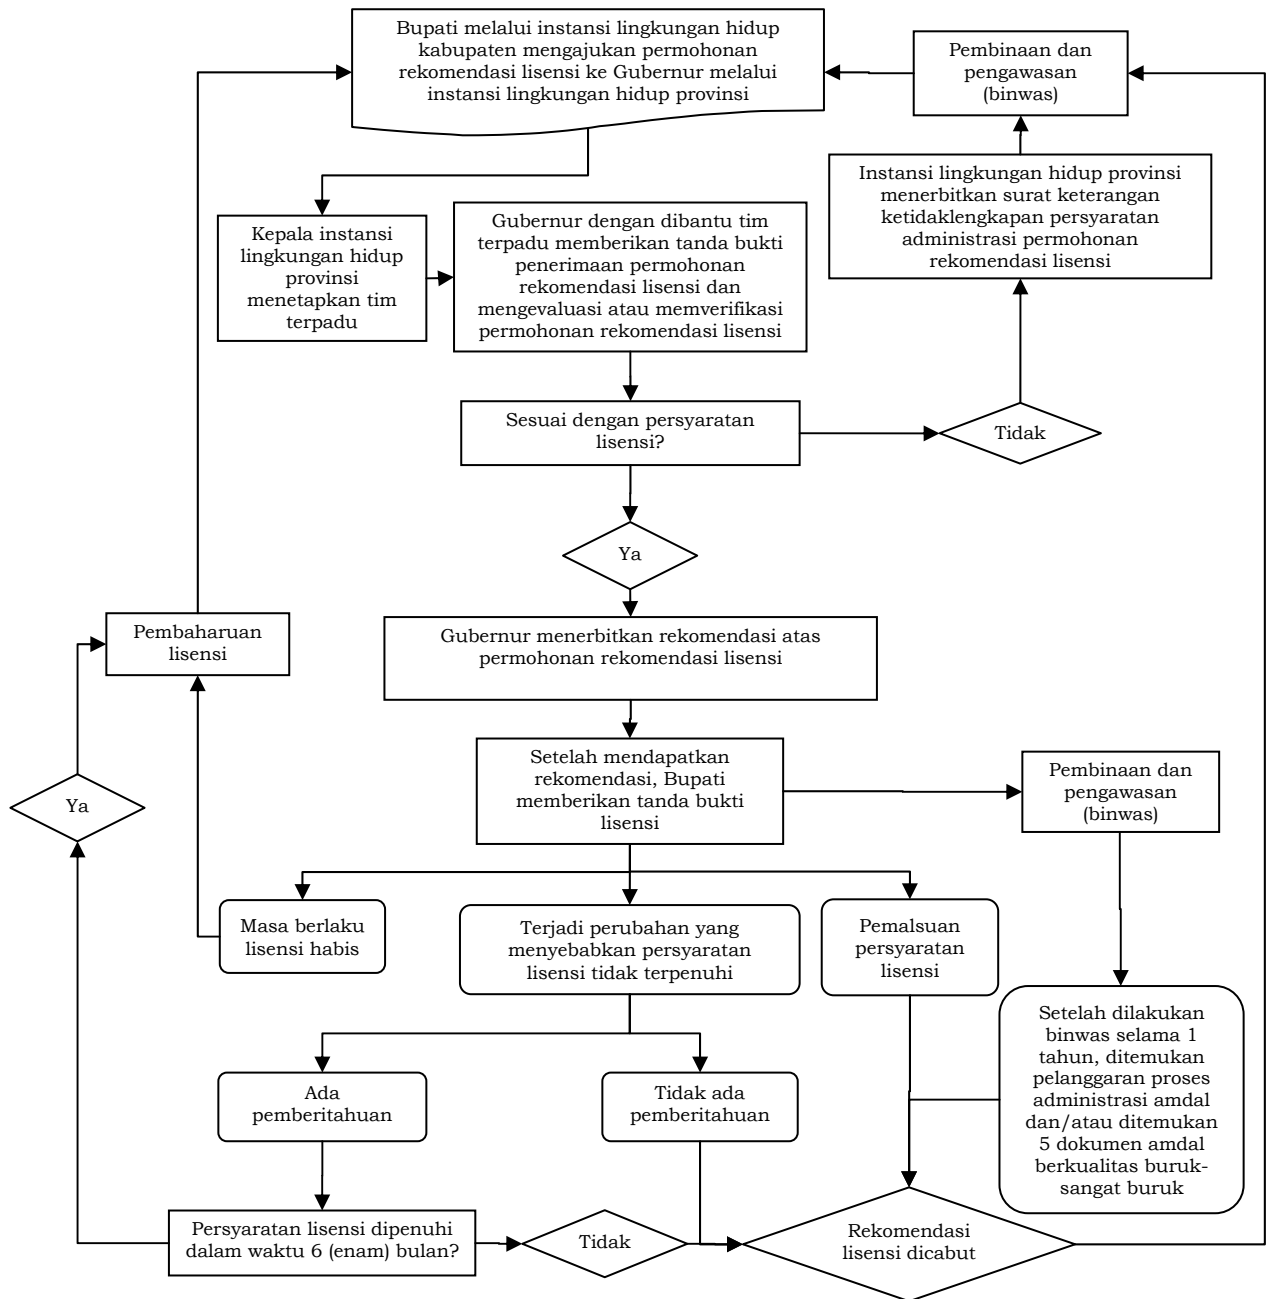 Bupati melalui instansi lingkungan hidup
kabupaten mengajukan permohonan
rekomendasi lisensi ke Gubernur melalui
instansi lingkungan hidup provinsi
Pembinaan dan
pengawasan
(binwas)
Instansi lingkungan hidup provinsi
menerbitkan surat keterangan
ketidaklengkapan persyaratan
administrasi permohonan
rekomendasi lisensi
Kepala instansi
lingkungan hidup
provinsi
menetapkan tim
terpadu
Gubernur dengan dibantu tim
terpadu memberikan tanda bukti
penerimaan permohonan
rekomendasi lisensi dan
mengevaluasi atau memverifikasi
permohonan rekomendasi lisensi
Sesuai dengan persyaratan
lisensi?
Tidak
Ya
Pembaharuan
lisensi
Gubernur menerbitkan rekomendasi atas
permohonan rekomendasi lisensi
Setelah mendapatkan
rekomendasi, Bupati
memberikan tanda bukti
lisensi
Pembinaan dan
pengawasan
(binwas)
Ya
Masa berlaku
lisensi habis
Terjadi perubahan yang
menyebabkan persyaratan
lisensi tidak terpenuhi
Pemalsuan
persyaratan
lisensi
Setelah dilakukan
binwas selama 1
tahun, ditemukan
pelanggaran proses
administrasi amdal
dan/atau ditemukan
5 dokumen amdal
berkualitas buruk-
sangat buruk
Ada
pemberitahuan
Tidak ada
pemberitahuan
Persyaratan lisensi dipenuhi
dalam waktu 6 (enam) bulan?
Tidak
Rekomendasi
lisensi dicabut